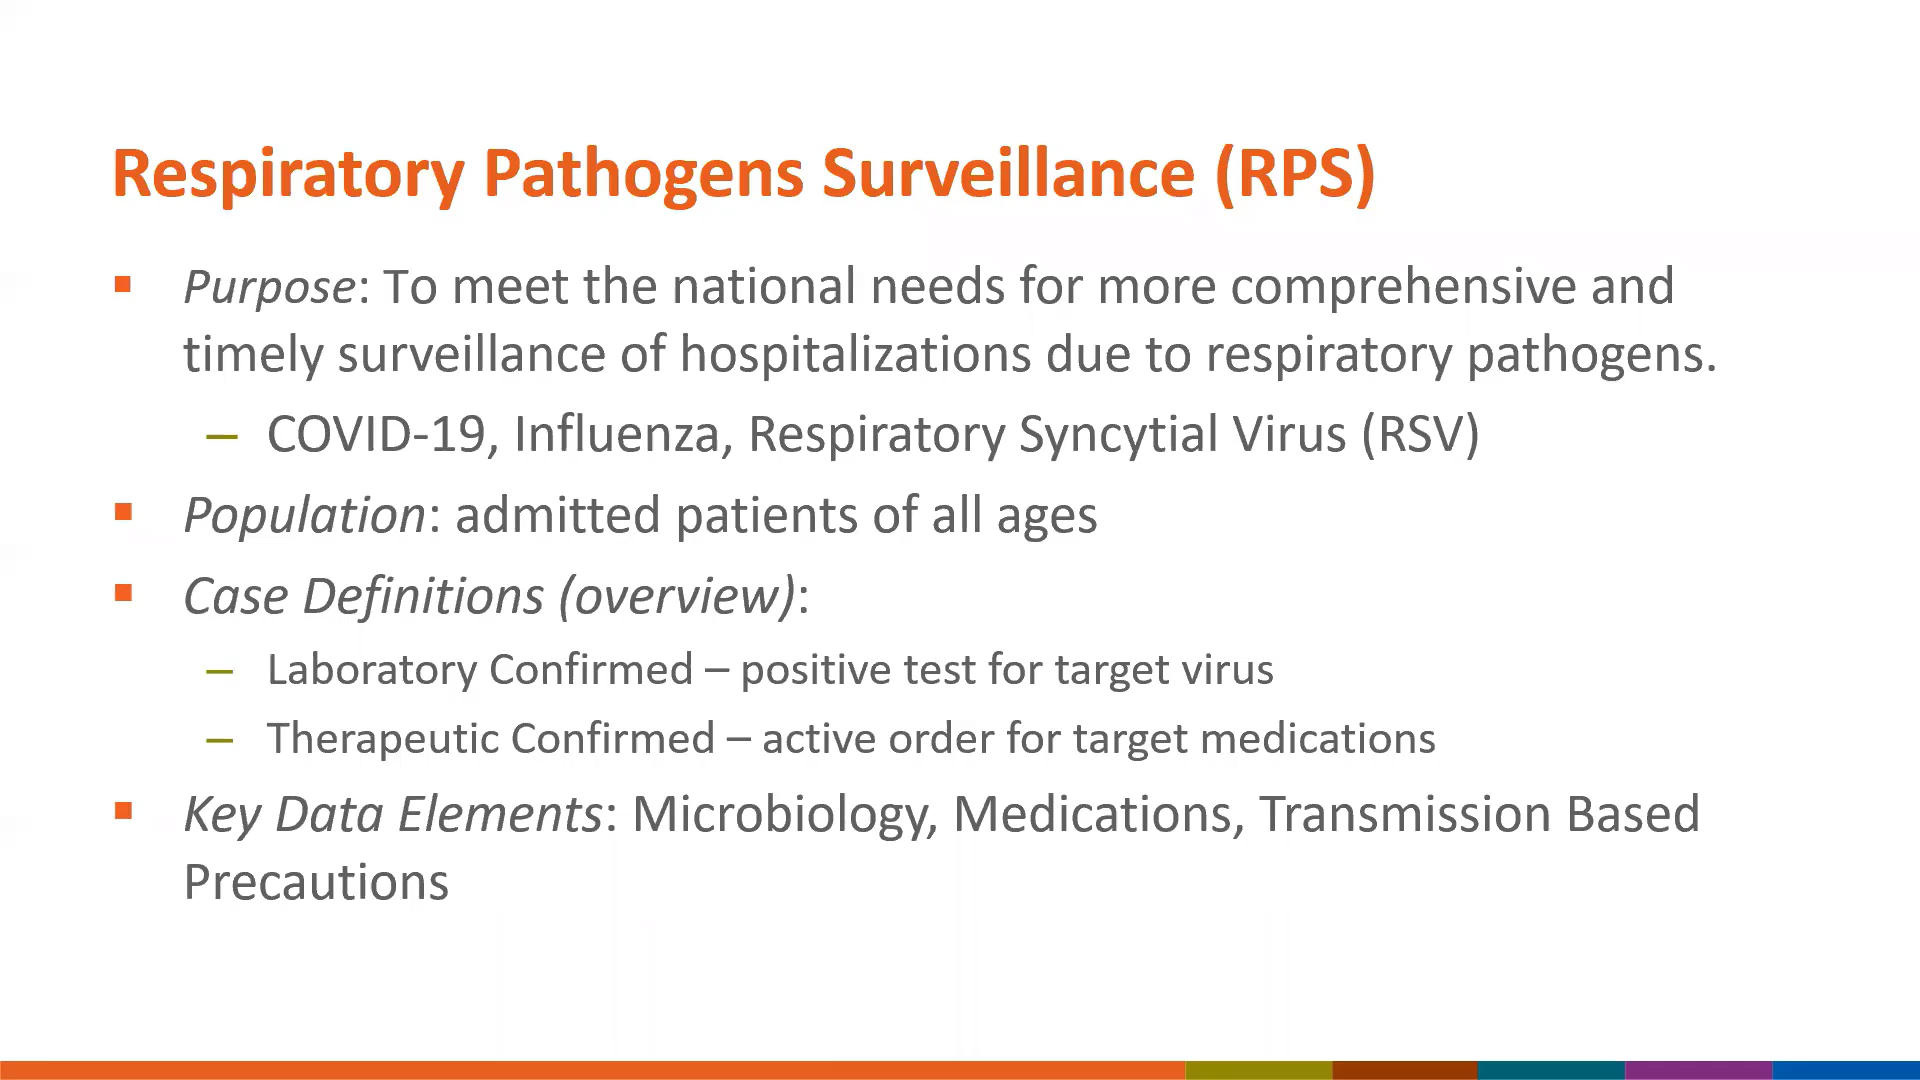 Respiratory Pathogens Surveillance (RPS)
▪ Purpose: To meet the national needs for more comprehensive and
timely surveillance of hospitalizations due to respiratory pathogens.
– COVID-19, Influenza, Respiratory Syncytial Virus (RSV)
▪ Population: admitted patients of all ages
▪ Case Definitions (overview):
– Laboratory Confirmed – positive test for target virus
– Therapeutic Confirmed – active order for target medications
▪ Key Data Elements: Microbiology, Medications, Transmission Based
Precautions